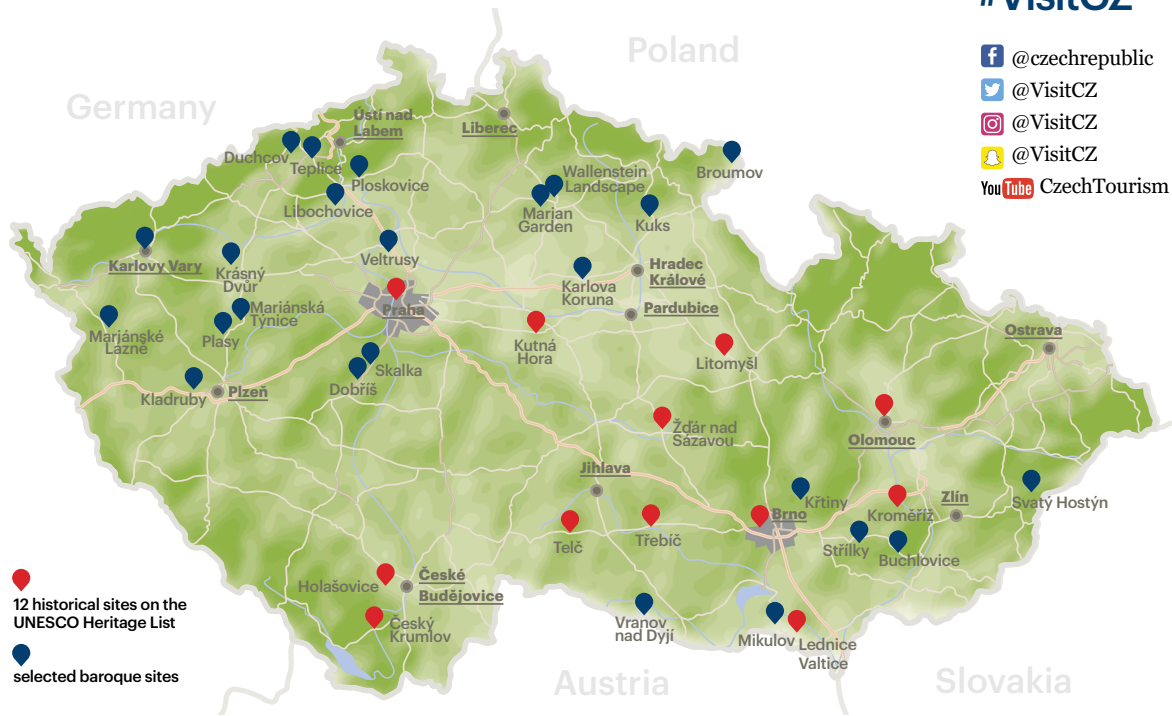 #VisitCZ
@czechrepublic
@VisitCZ
@VisitCZ
@VisitCZ
You Tube CzechTourism
Poland
Germany
Ústí nad
Labem
Liberec
Duchcov
Teplice
Ploskovice
Libochovice
Wallenstein
Landscape
Marian
Garden
Broumov
Kuks
Karlovy Vary
Krásný
Dvůr
Veltrusy
Karlova
Koruna
Hradec
Králové
Mariánské
Lázně
Mariánská
Týnice
Plasy
Praha
Kutná
Hora
Pardubice
Litomyšl
Ostrava
Kladruby
Plzeň
Skalka
Dobříš
Žďár nad
Sázavou
Olomouc
Jihlava
Telč
Třebíč
Brno
Křtiny
Kroměříž
Zlín
Svatý Hostýn
Střílky
Buchlovice
Holašovice
České
Budějovice
Český
Krumlov
Vranov
nad Dyjí
Mikulov
Lednice
Valtice
Austria
Slovakia
12 historical sites on the
UNESCO Heritage List
selected baroque sites